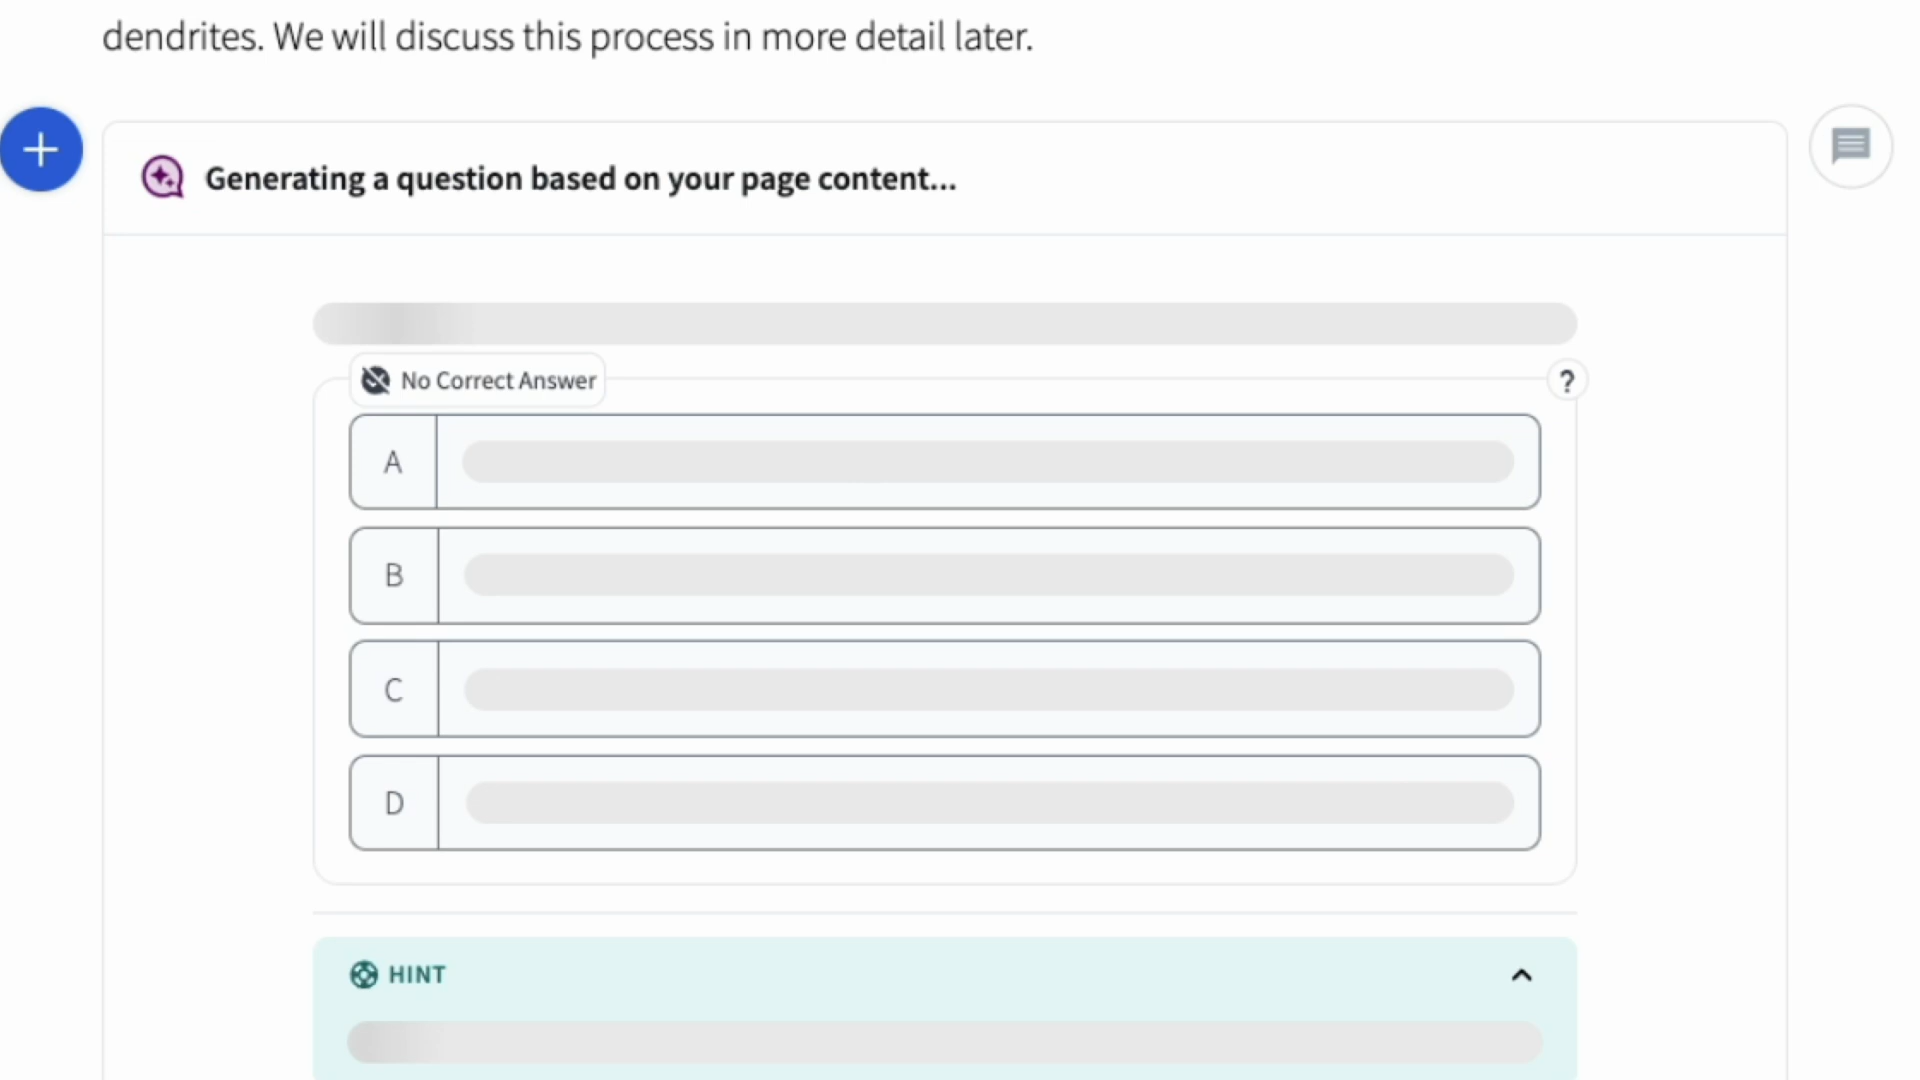 dendrites. We will discuss this process in more detail later.
Generating a question based on your page content...
No Correct Answer
?
A
B
C
D
HINT